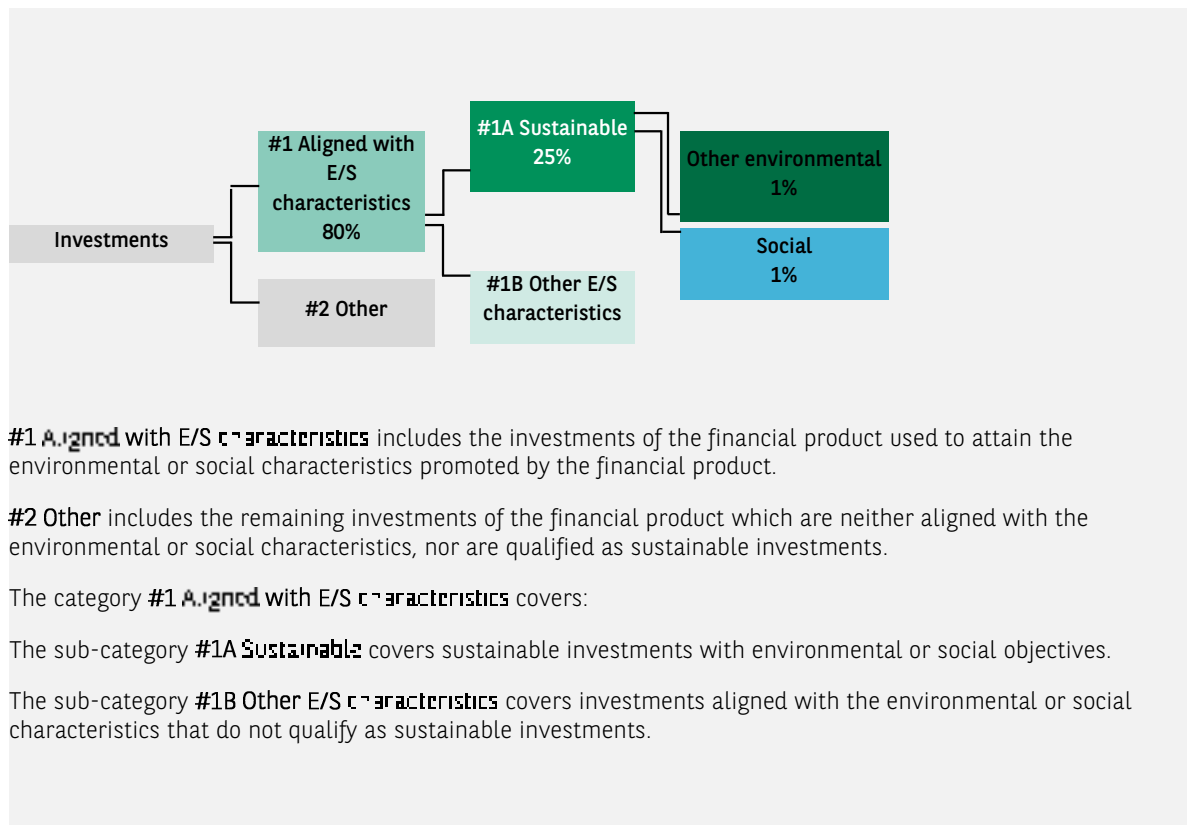 #1A Sustainable
25%
#1 Aligned with
E/S
characteristics
80%
Other environmental
1%
Investments
Social
1%
#1B Other E/S
characteristics
#2 Other
#1 Aligned with E/S characteristics includes the investments of the financial product used to attain the
environmental or social characteristics promoted by the financial product.
#2 Other includes the remaining investments of the financial product which are neither aligned with the
environmental or social characteristics, nor are qualified as sustainable investments.
The category #1 Aligned with E/S characteristics covers:
The sub-category #1A Sustainable covers sustainable investments with environmental or social objectives.
The sub-category #1B Other E/S characteristics covers investments aligned with the environmental or social
characteristics that do not qualify as sustainable investments.